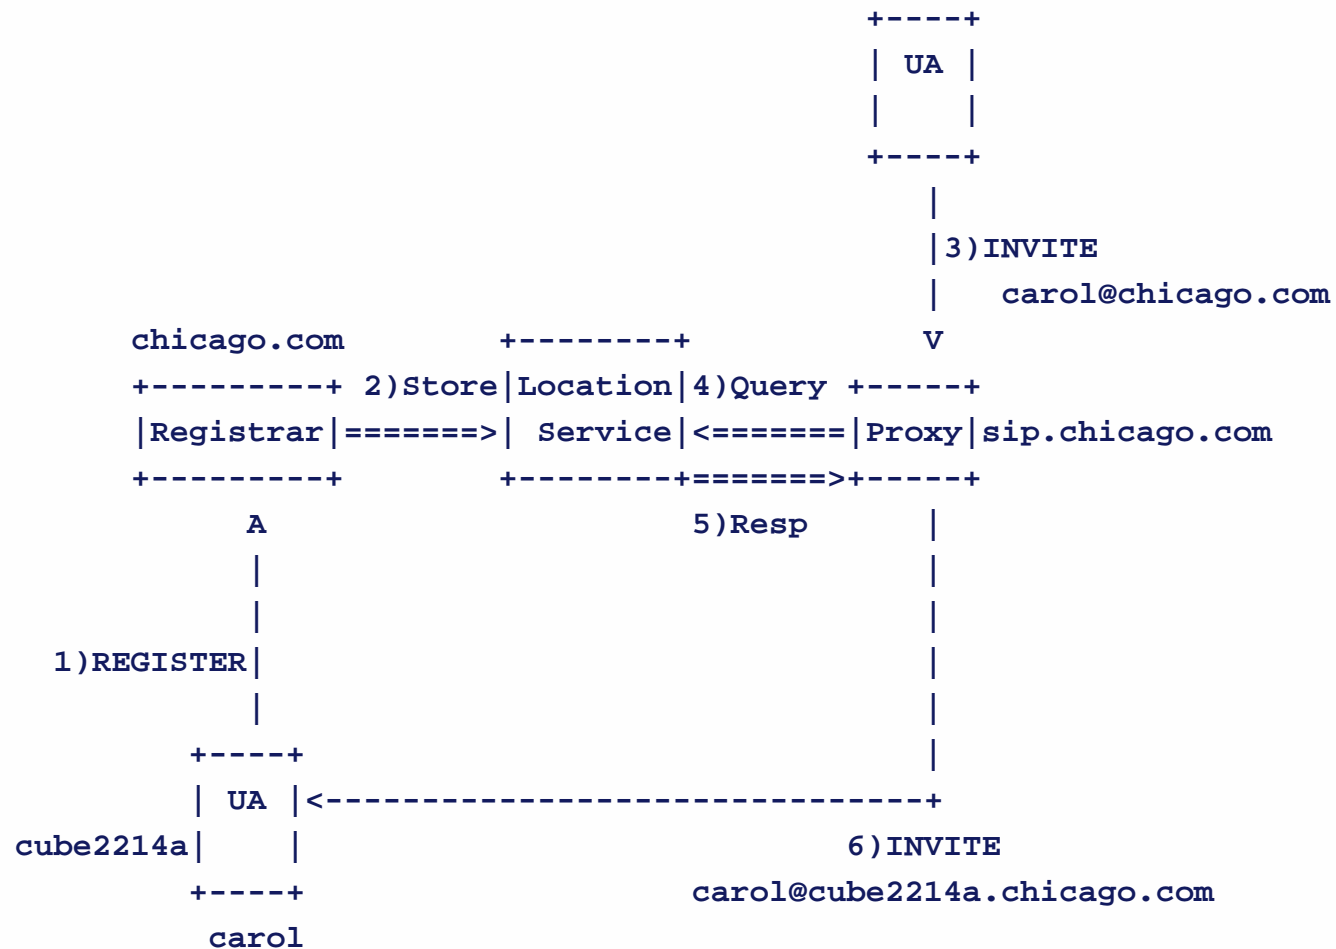 +----+
| UA |
|    |
+----+
|
|3)INVITE
|   carol@chicago.com
chicago.com        +--------+            V
+---------+ 2)Store|Location|4)Query +-----+
|Registrar|=======>| Service|<=======|Proxy|sip.chicago.com
+---------+        +--------+=======>+-----+
A                      5)Resp      |
|                                  |
|                                  |
1)REGISTER|                                  |
|                                  |
+----+                                 |
| UA |<-------------------------------+
cube2214a|    |                            6)INVITE
+----+                    carol@cube2214a.chicago.com
carol